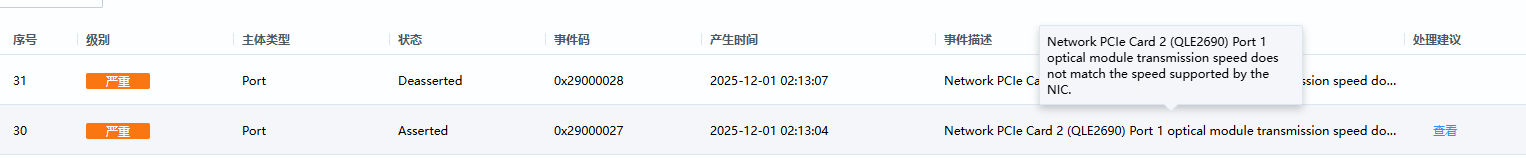 序号 级别 主体类型 状态 事件码 产生时间 事件描述 处理建议
Network PCIe Card 2 (QLE2690) Port 1
optical module transmission speed does
not match the speed supported by the
NIC.
31 严重 Port Deasserted 0x29000028 2025-12-01 02:13:07 Network PCIe Ca ssion speed do...
30 严重 Port Asserted 0x29000027 2025-12-01 02:13:04 Network PCIe Card 2 (QLE2690) Port 1 optical module transmission speed do... 查看